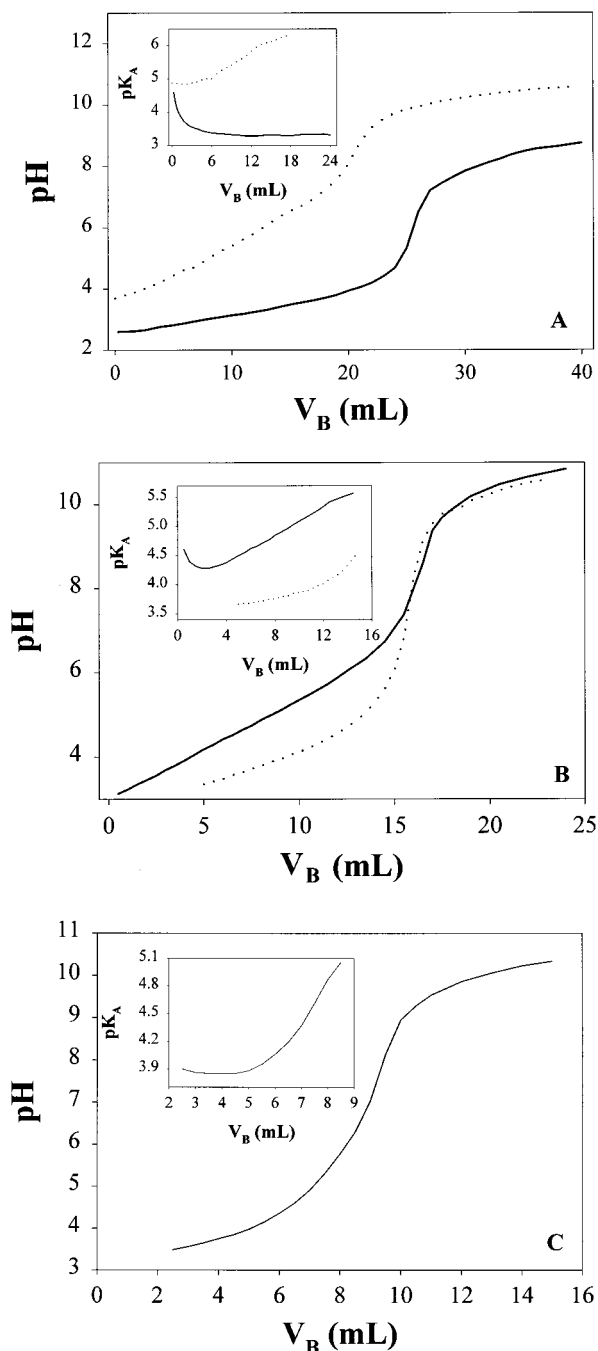 6
5
4
3
pKA
0 6 12 18 24
VB (mL)
12
10
8
6
4
2
pH
A
0 10 20 30 40
VB (mL)
5.5
5.0
4.5
4.0
3.5
pKA
0 4 8 12 16
VB (mL)
10
8
6
4
pH
B
0 5 10 15 20 25
VB (mL)
11
10
9
8
7
6
5
4
3
pH
5.1
4.8
4.5
4.2
3.9
pKA
2 3 4 5 6 7 8 9
VB (mL)
C
0 2 4 6 8 10 12 14 16
VB (mL)